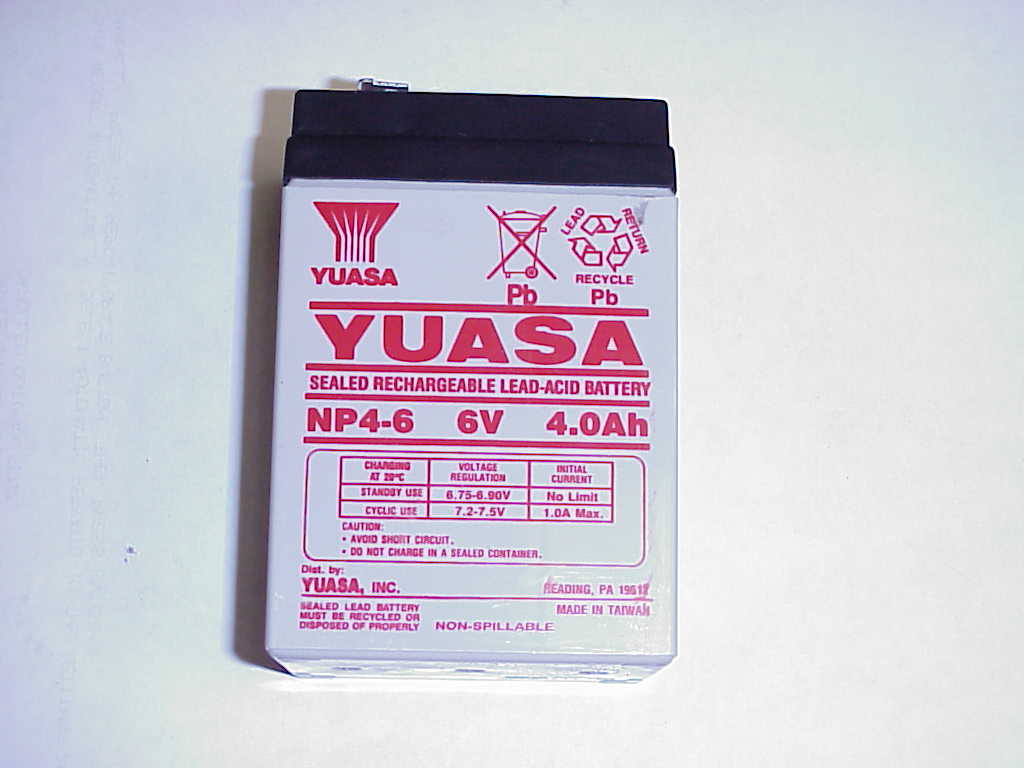 YUASA
Pb
LEAD RETURN
RECYCLE
Pb
YUASA
SEALED RECHARGEABLE LEAD-ACID BATTERY
NP4-6 6V 4.0Ah
CHARGING AT 20°C VOLTAGE REGULATION INITIAL CURRENT
STANDBY USE 6.75-6.90V No Limit
CYCLIC USE 7.2-7.5V 1.0A Max.
CAUTION:
• AVOID SHORT CIRCUIT.
• DO NOT CHARGE IN A SEALED CONTAINER.
Dist. by:
YUASA, INC. READING, PA
MADE IN TAIWAN
SEALED LEAD BATTERY
MUST BE RECYCLED OR
DISPOSED OF PROPERLY NON-SPILLABLE